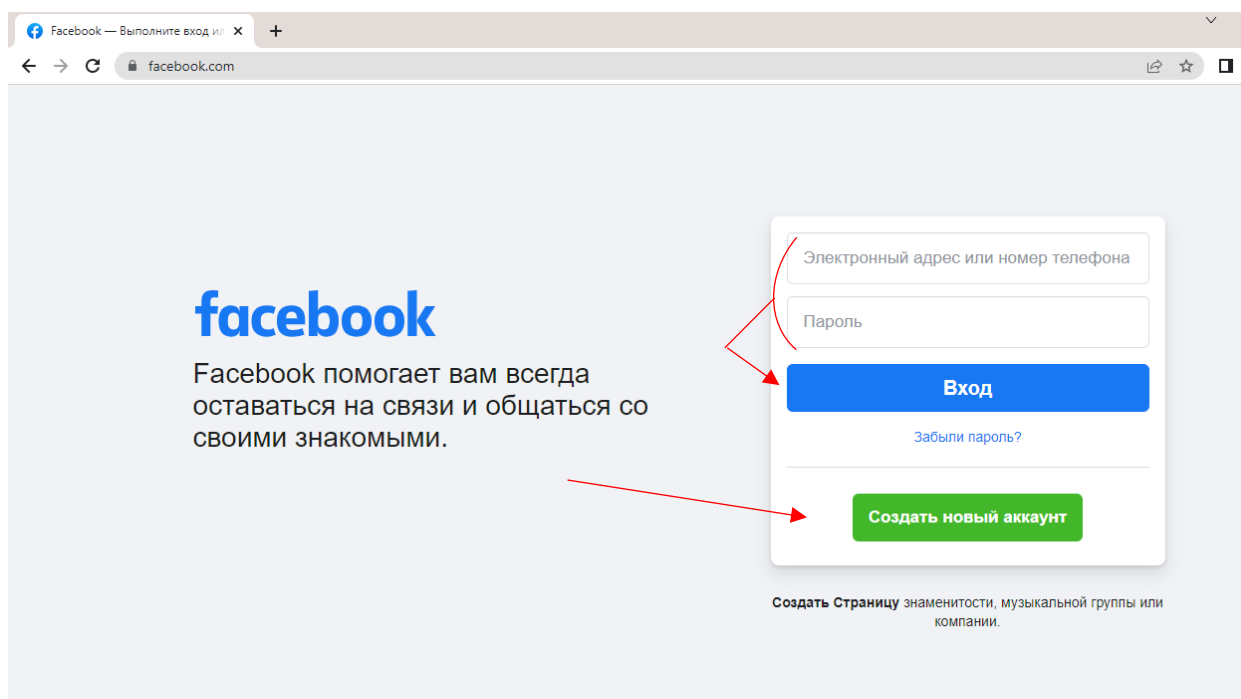 Facebook — Выполните вход ил
facebook.com
facebook
Facebook помогает вам всегда
оставаться на связи и общаться со
своими знакомыми.
Электронный адрес или номер телефона
Пароль
Вход
Забыли пароль?
Создать новый аккаунт
Создать Страницу знаменитости, музыкальной группы или
компании.